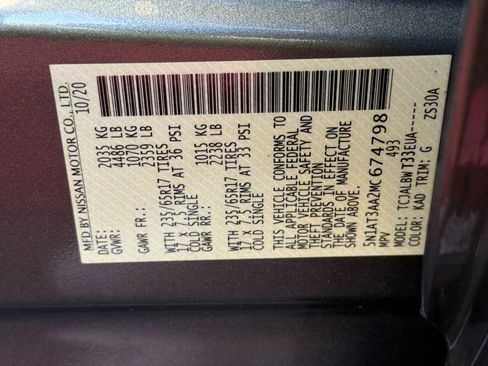 MFD BY NISSAN MOTOR CO., LTD.
DATE: 10/20
GVWR: 2035 KG
4486 LB
GAWR FR: 1070 KG
2359 LB
WITH 235/65R17 TIRES
17 X 7.5 RIMS AT 36 PSI
COLD SINGLE
GAWR RR: 1015 KG
2238 LB
WITH 235/65R17 TIRES
17 X 7.5 RIMS AT 33 PSI
COLD SINGLE
THIS VEHICLE CONFORMS TO
ALL APPLICABLE FEDERAL
MOTOR VEHICLE SAFETY AND
THEFT PREVENTION
STANDARDS IN EFFECT ON
THE DATE OF MANUFACTURE
SHOWN ABOVE.
5N1AT3AA2MC674798
MPV 493
MODEL: TCJALBWT33EUA-----
COLOR: KAD TRIM: G ZS30A